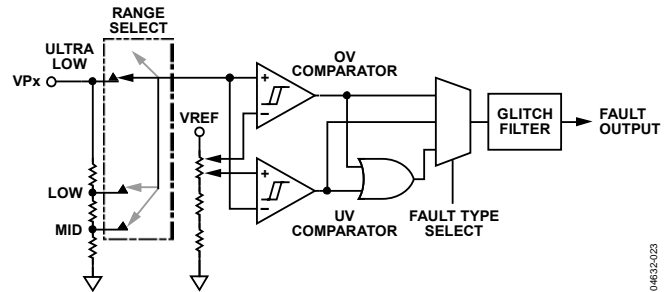 RANGE
SELECT
ULTRA
LOW
VPx
LOW
MID
VREF
+
–
OV
COMPARATOR
+
–
UV
COMPARATOR
FAULT TYPE
SELECT
GLITCH
FILTER
FAULT
OUTPUT
04632-023